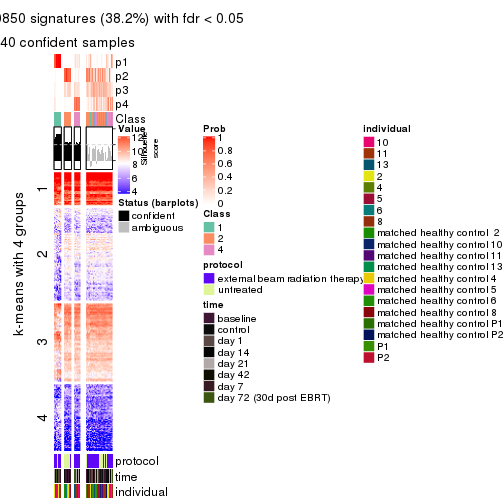 0850 signatures (38.2%) with fdr < 0.05
40 confident samples
p1
p2
p3
p4
Class
Silhouette score
k-means with 4 groups
1
2
3
4
protocol
time
individual
Value
12
10
8
6
4
Status (barplots)
confident
ambiguous
Prob
1
0.8
0.6
0.4
0.2
0
Class
1
2
4
protocol
external beam radiation therapy
untreated
time
baseline
control
day 1
day 14
day 21
day 42
day 7
day 72 (30d post EBRT)
individual
10
11
13
2
4
5
6
8
matched healthy control 2
matched healthy control 10
matched healthy control 11
matched healthy control 13
matched healthy control 4
matched healthy control 5
matched healthy control 6
matched healthy control 8
matched healthy control P1
matched healthy control P2
P1
P2